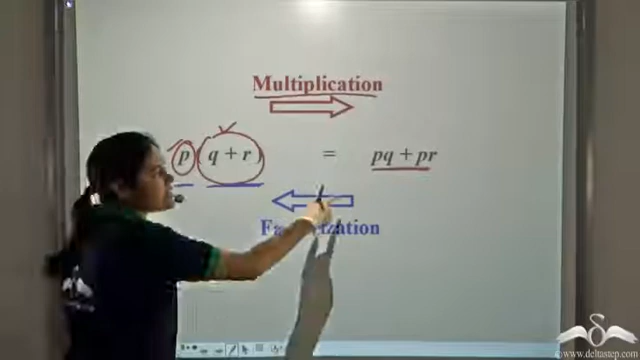 Multiplication
p(q + r) = pq + pr
©www.deltastep.com